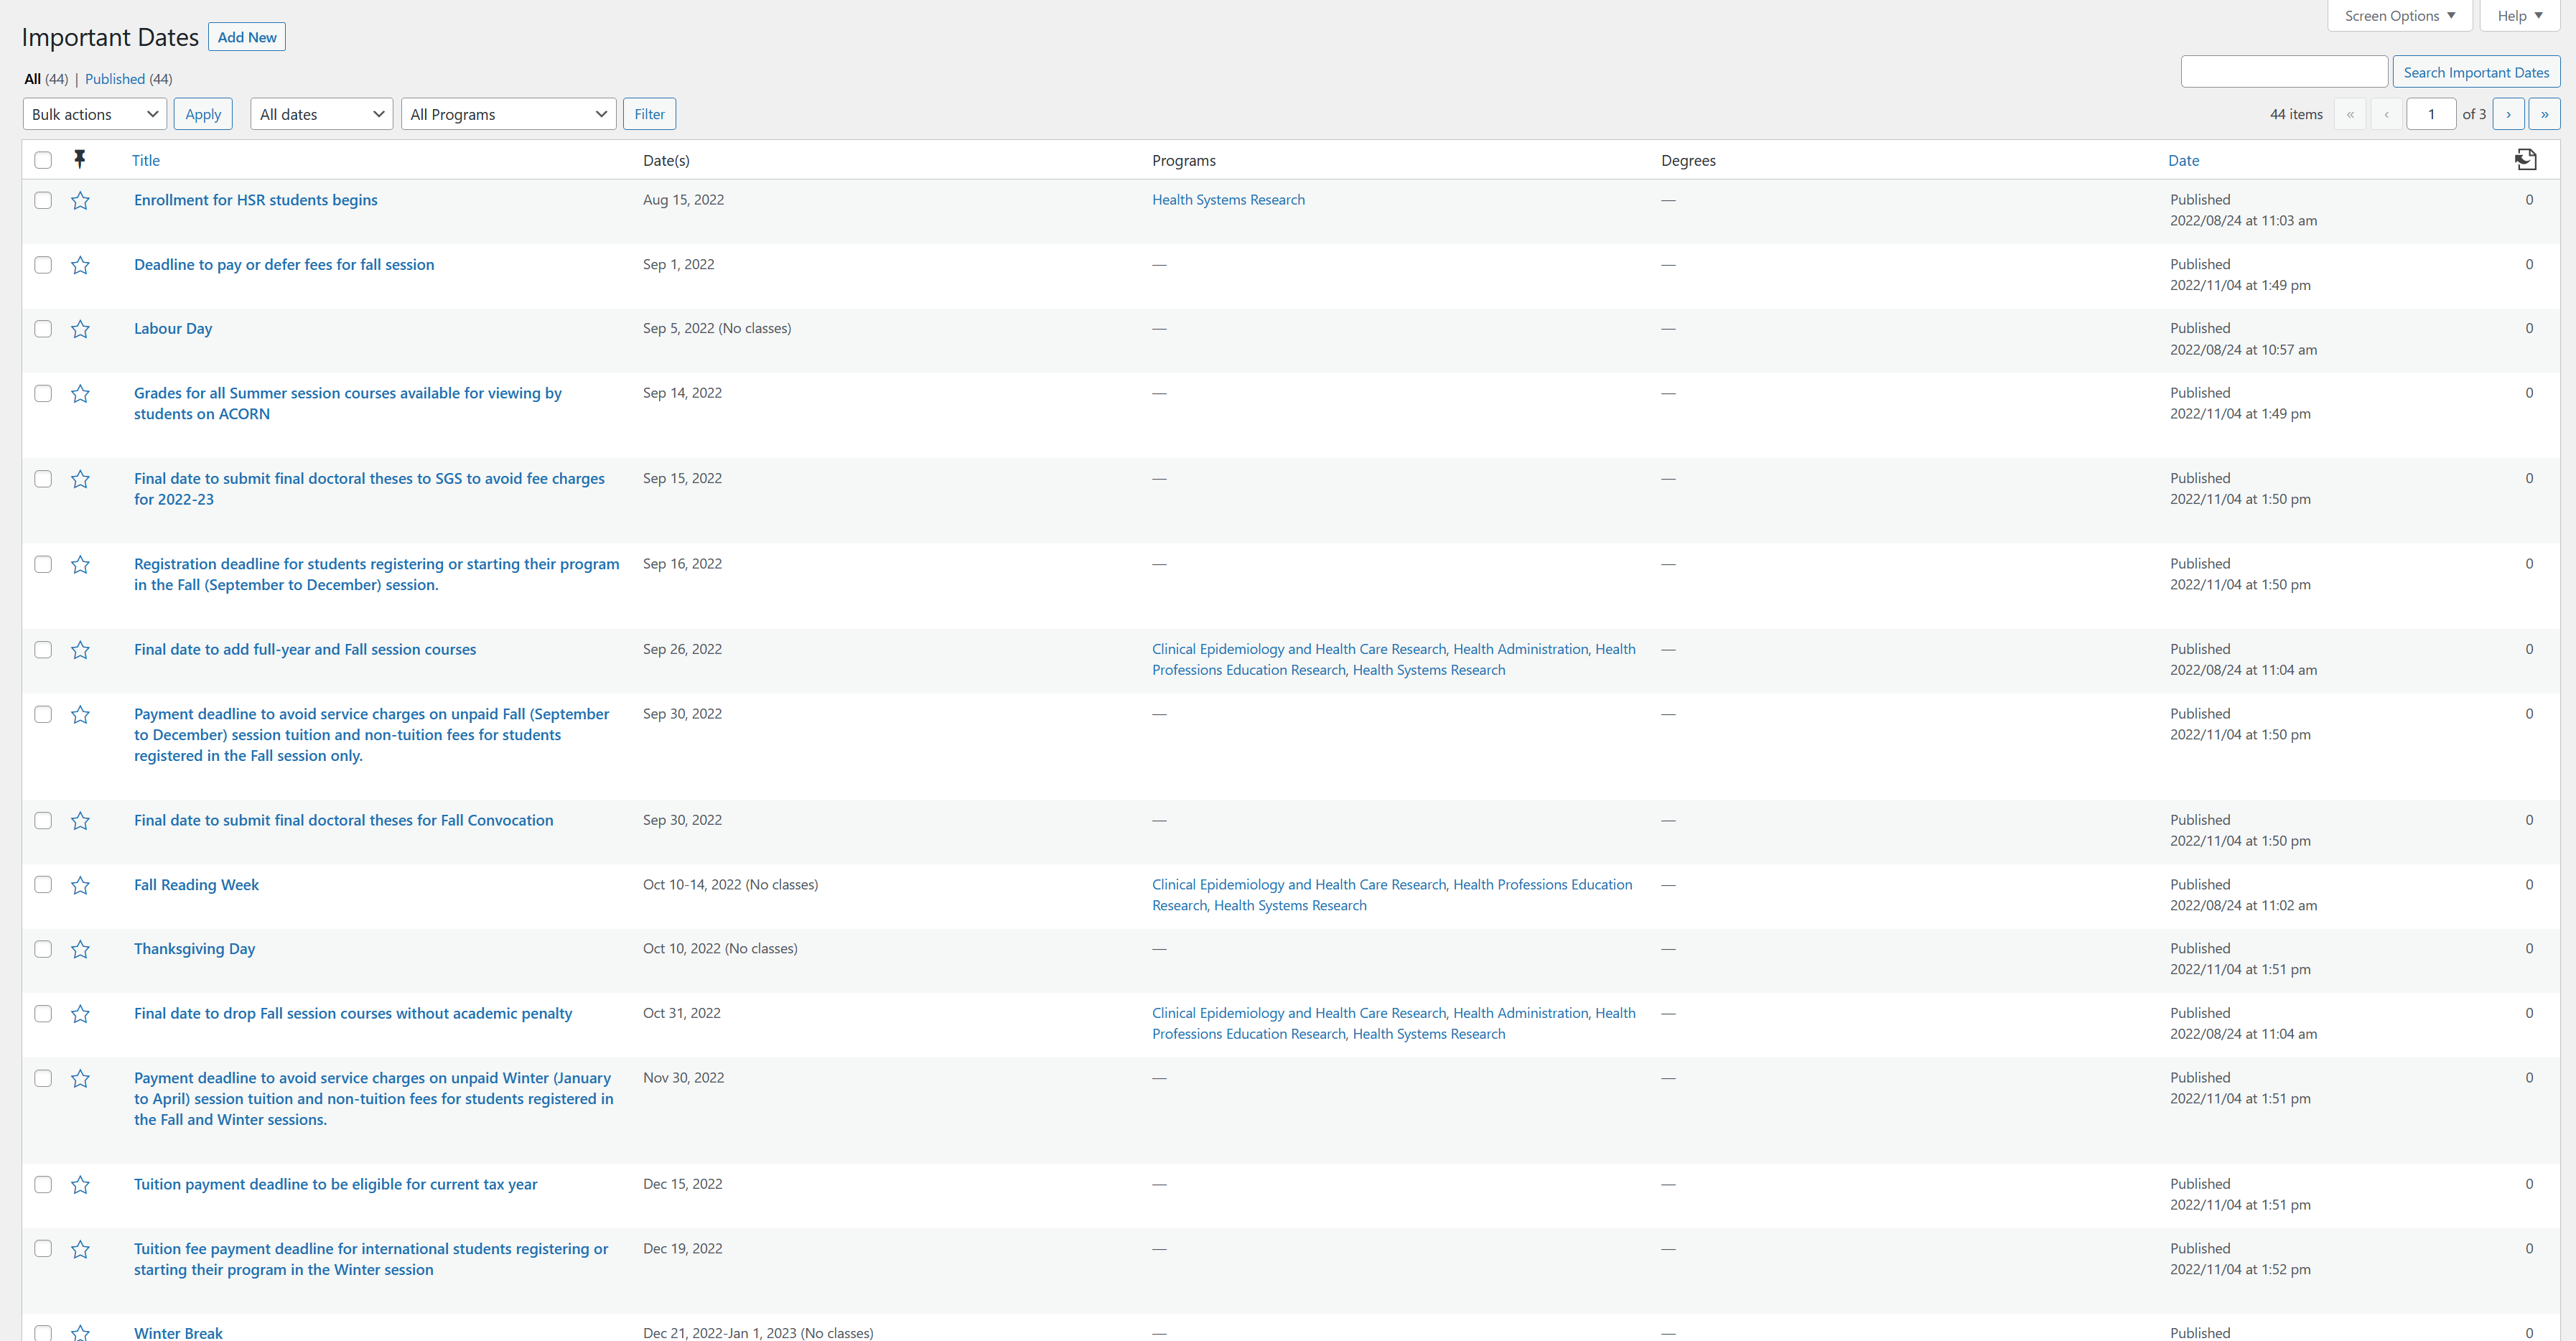 Screen Options ▼ Help ▼
Important Dates Add New
All (44) | Published (44)
Search Important Dates
Bulk actions Apply All dates All Programs Filter 44 items « ‹ 1 of 3 › »
Title Date(s) Programs Degrees Date
Enrollment for HSR students begins Aug 15, 2022 Health Systems Research — Published 0
2022/08/24 at 11:03 am
Deadline to pay or defer fees for fall session Sep 1, 2022 — — Published 0
2022/11/04 at 1:49 pm
Labour Day Sep 5, 2022 (No classes) — — Published 0
2022/08/24 at 10:57 am
Grades for all Summer session courses available for viewing by Sep 14, 2022 — — Published 0
students on ACORN 2022/11/04 at 1:49 pm
Final date to submit final doctoral theses to SGS to avoid fee charges Sep 15, 2022 — — Published 0
for 2022-23 2022/11/04 at 1:50 pm
Registration deadline for students registering or starting their program Sep 16, 2022 — — Published 0
in the Fall (September to December) session. 2022/11/04 at 1:50 pm
Final date to add full-year and Fall session courses Sep 26, 2022 Clinical Epidemiology and Health Care Research, Health Administration, Health — Published 0
Professions Education Research, Health Systems Research 2022/08/24 at 11:04 am
Payment deadline to avoid service charges on unpaid Fall (September Sep 30, 2022 — — Published 0
to December) session tuition and non-tuition fees for students 2022/11/04 at 1:50 pm
registered in the Fall session only.
Final date to submit final doctoral theses for Fall Convocation Sep 30, 2022 — — Published 0
2022/11/04 at 1:50 pm
Fall Reading Week Oct 10-14, 2022 (No classes) Clinical Epidemiology and Health Care Research, Health Professions Education — Published 0
Research, Health Systems Research 2022/08/24 at 11:02 am
Thanksgiving Day Oct 10, 2022 (No classes) — — Published 0
2022/11/04 at 1:51 pm
Final date to drop Fall session courses without academic penalty Oct 31, 2022 Clinical Epidemiology and Health Care Research, Health Administration, Health — Published 0
Professions Education Research, Health Systems Research 2022/08/24 at 11:04 am
Payment deadline to avoid service charges on unpaid Winter (January Nov 30, 2022 — — Published 0
to April) session tuition and non-tuition fees for students registered in 2022/11/04 at 1:51 pm
the Fall and Winter sessions.
Tuition payment deadline to be eligible for current tax year Dec 15, 2022 — — Published 0
2022/11/04 at 1:51 pm
Tuition fee payment deadline for international students registering or Dec 19, 2022 — — Published 0
starting their program in the Winter session 2022/11/04 at 1:52 pm
Winter Break Dec 21, 2022-Jan 1, 2023 (No classes) — — Published 0